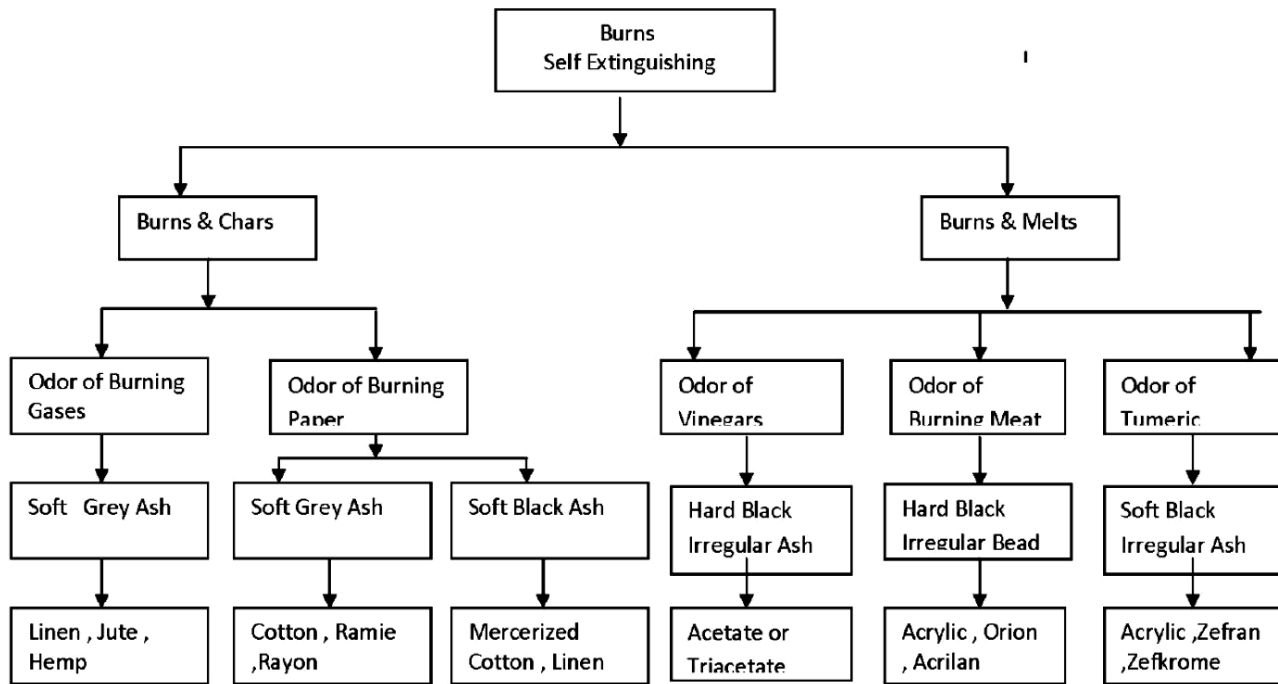 Burns
Self Extinguishing
Burns & Chars
Burns & Melts
Odor of Burning
Gases
Odor of Burning
Paper
Odor of
Vinegars
Odor of
Burning Meat
Odor of
Tumeric
Soft Grey Ash
Soft Grey Ash
Soft Black Ash
Hard Black
Irregular Ash
Hard Black
Irregular Bead
Soft Black
Irregular Ash
Linen , Jute ,
Hemp
Cotton , Ramie
,Rayon
Mercerized
Cotton , Linen
Acetate or
Triacetate
Acrylic , Orion
, Acrilan
Acrylic ,Zefran
,Zefkrome